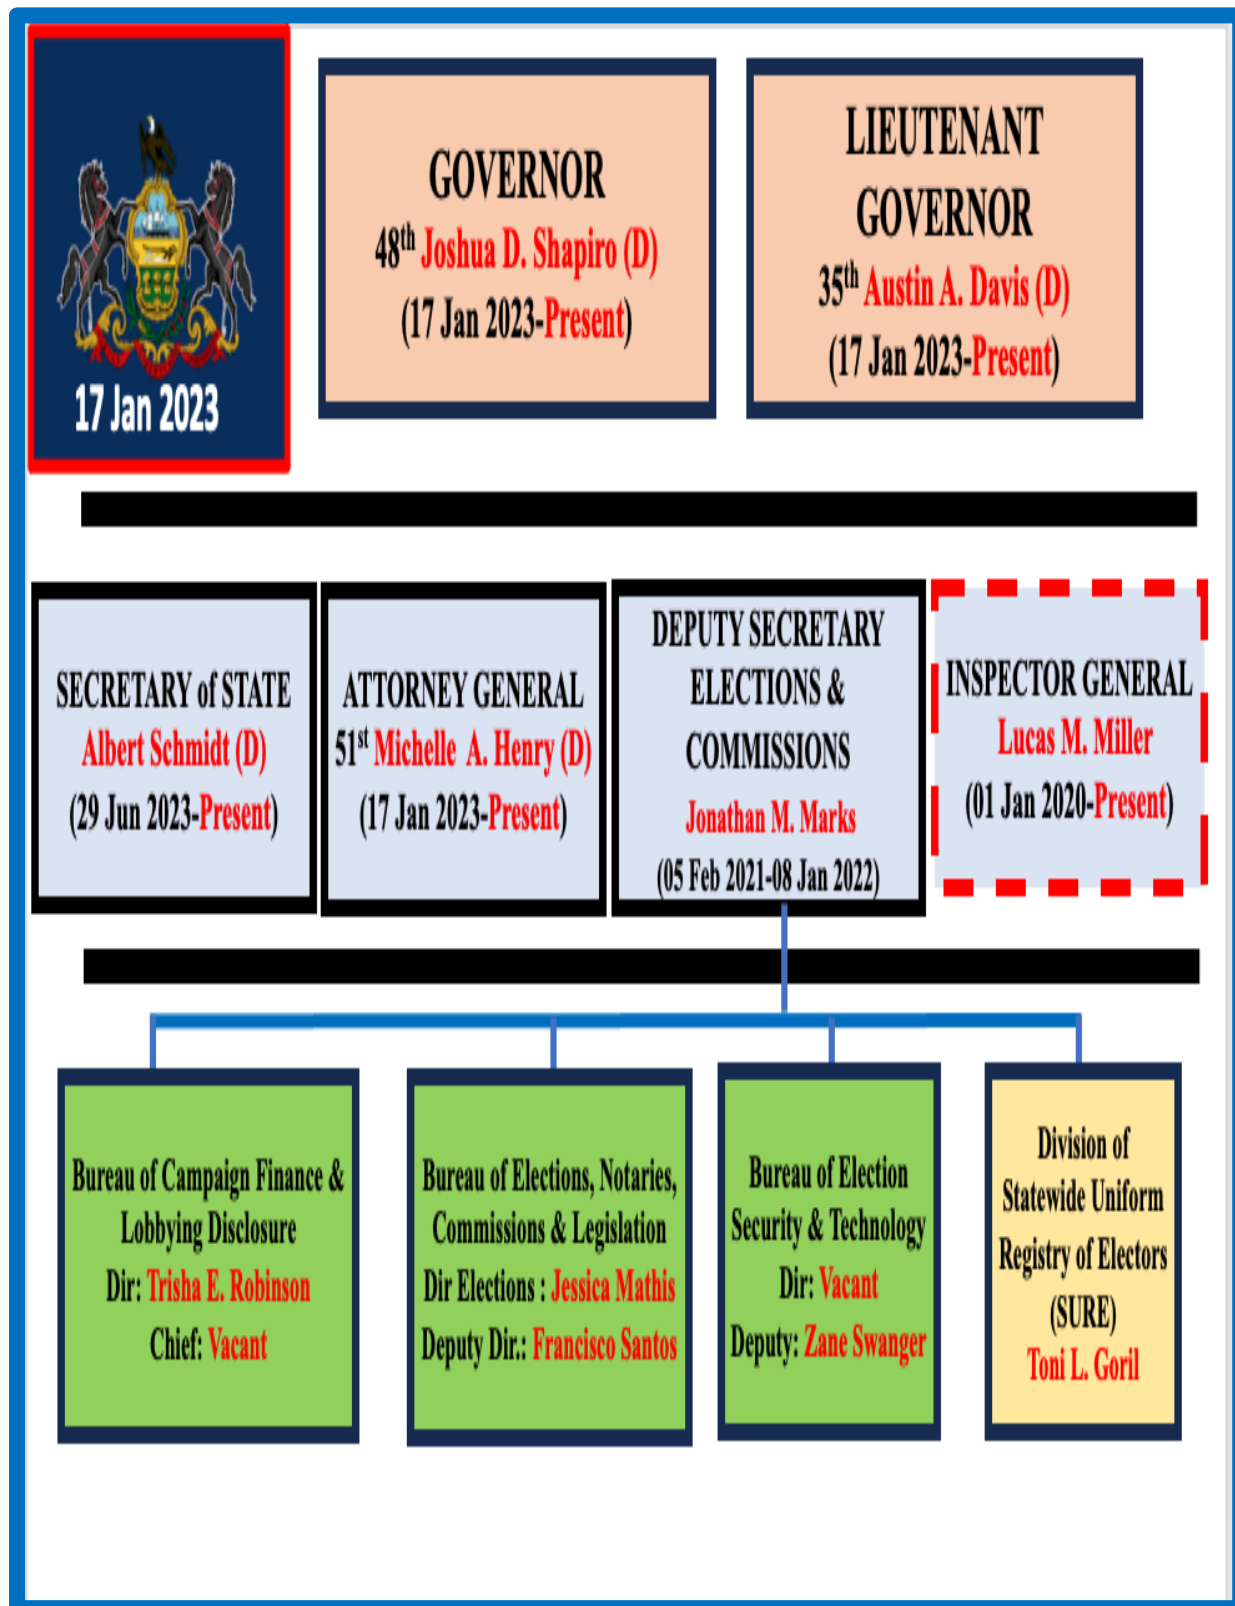 17 Jan 2023
GOVERNOR
48th Joshua D. Shapiro (D)
(17 Jan 2023-Present)
LIEUTENANT
GOVERNOR
35th Austin A. Davis (D)
(17 Jan 2023-Present)
SECRETARY of STATE
Albert Schmidt (D)
(29 Jun 2023-Present)
ATTORNEY GENERAL
51st Michelle A. Henry (D)
(17 Jan 2023-Present)
DEPUTY SECRETARY
ELECTIONS &
COMMISSIONS
Jonathan M. Marks
(05 Feb 2021-08 Jan 2022)
INSPECTOR GENERAL
Lucas M. Miller
(01 Jan 2020-Present)
Bureau of Campaign Finance &
Lobbying Disclosure
Dir: Trisha E. Robinson
Chief: Vacant
Bureau of Elections, Notaries,
Commissions & Legislation
Dir Elections : Jessica Mathis
Deputy Dir.: Francisco Santos
Bureau of Election
Security & Technology
Dir: Vacant
Deputy: Zane Swanger
Division of
Statewide Uniform
Registry of Electors
(SURE)
Toni L. Goril